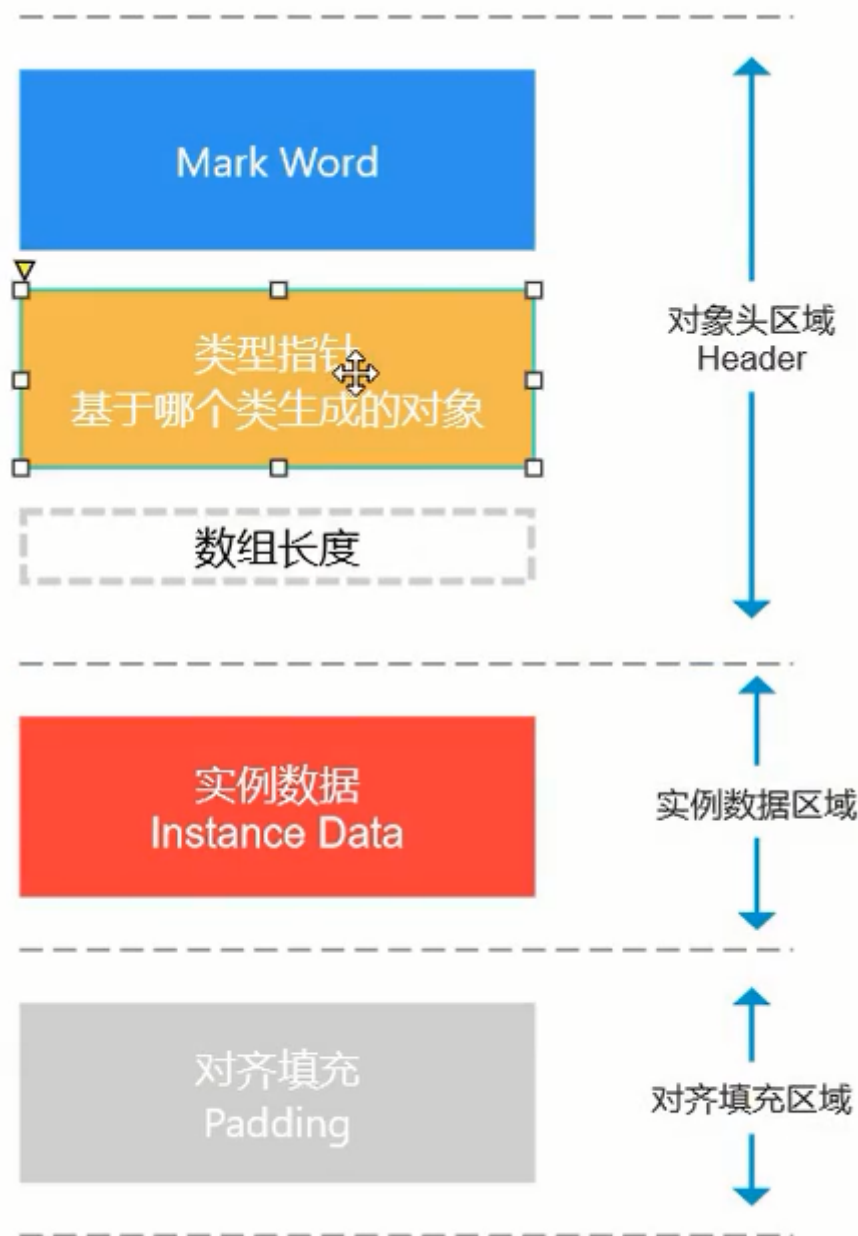 Mark Word
类型指针
基于哪个类生成的对象
数组长度
对象头区域
Header
实例数据
Instance Data
实例数据区域
对齐填充
Padding
对齐填充区域